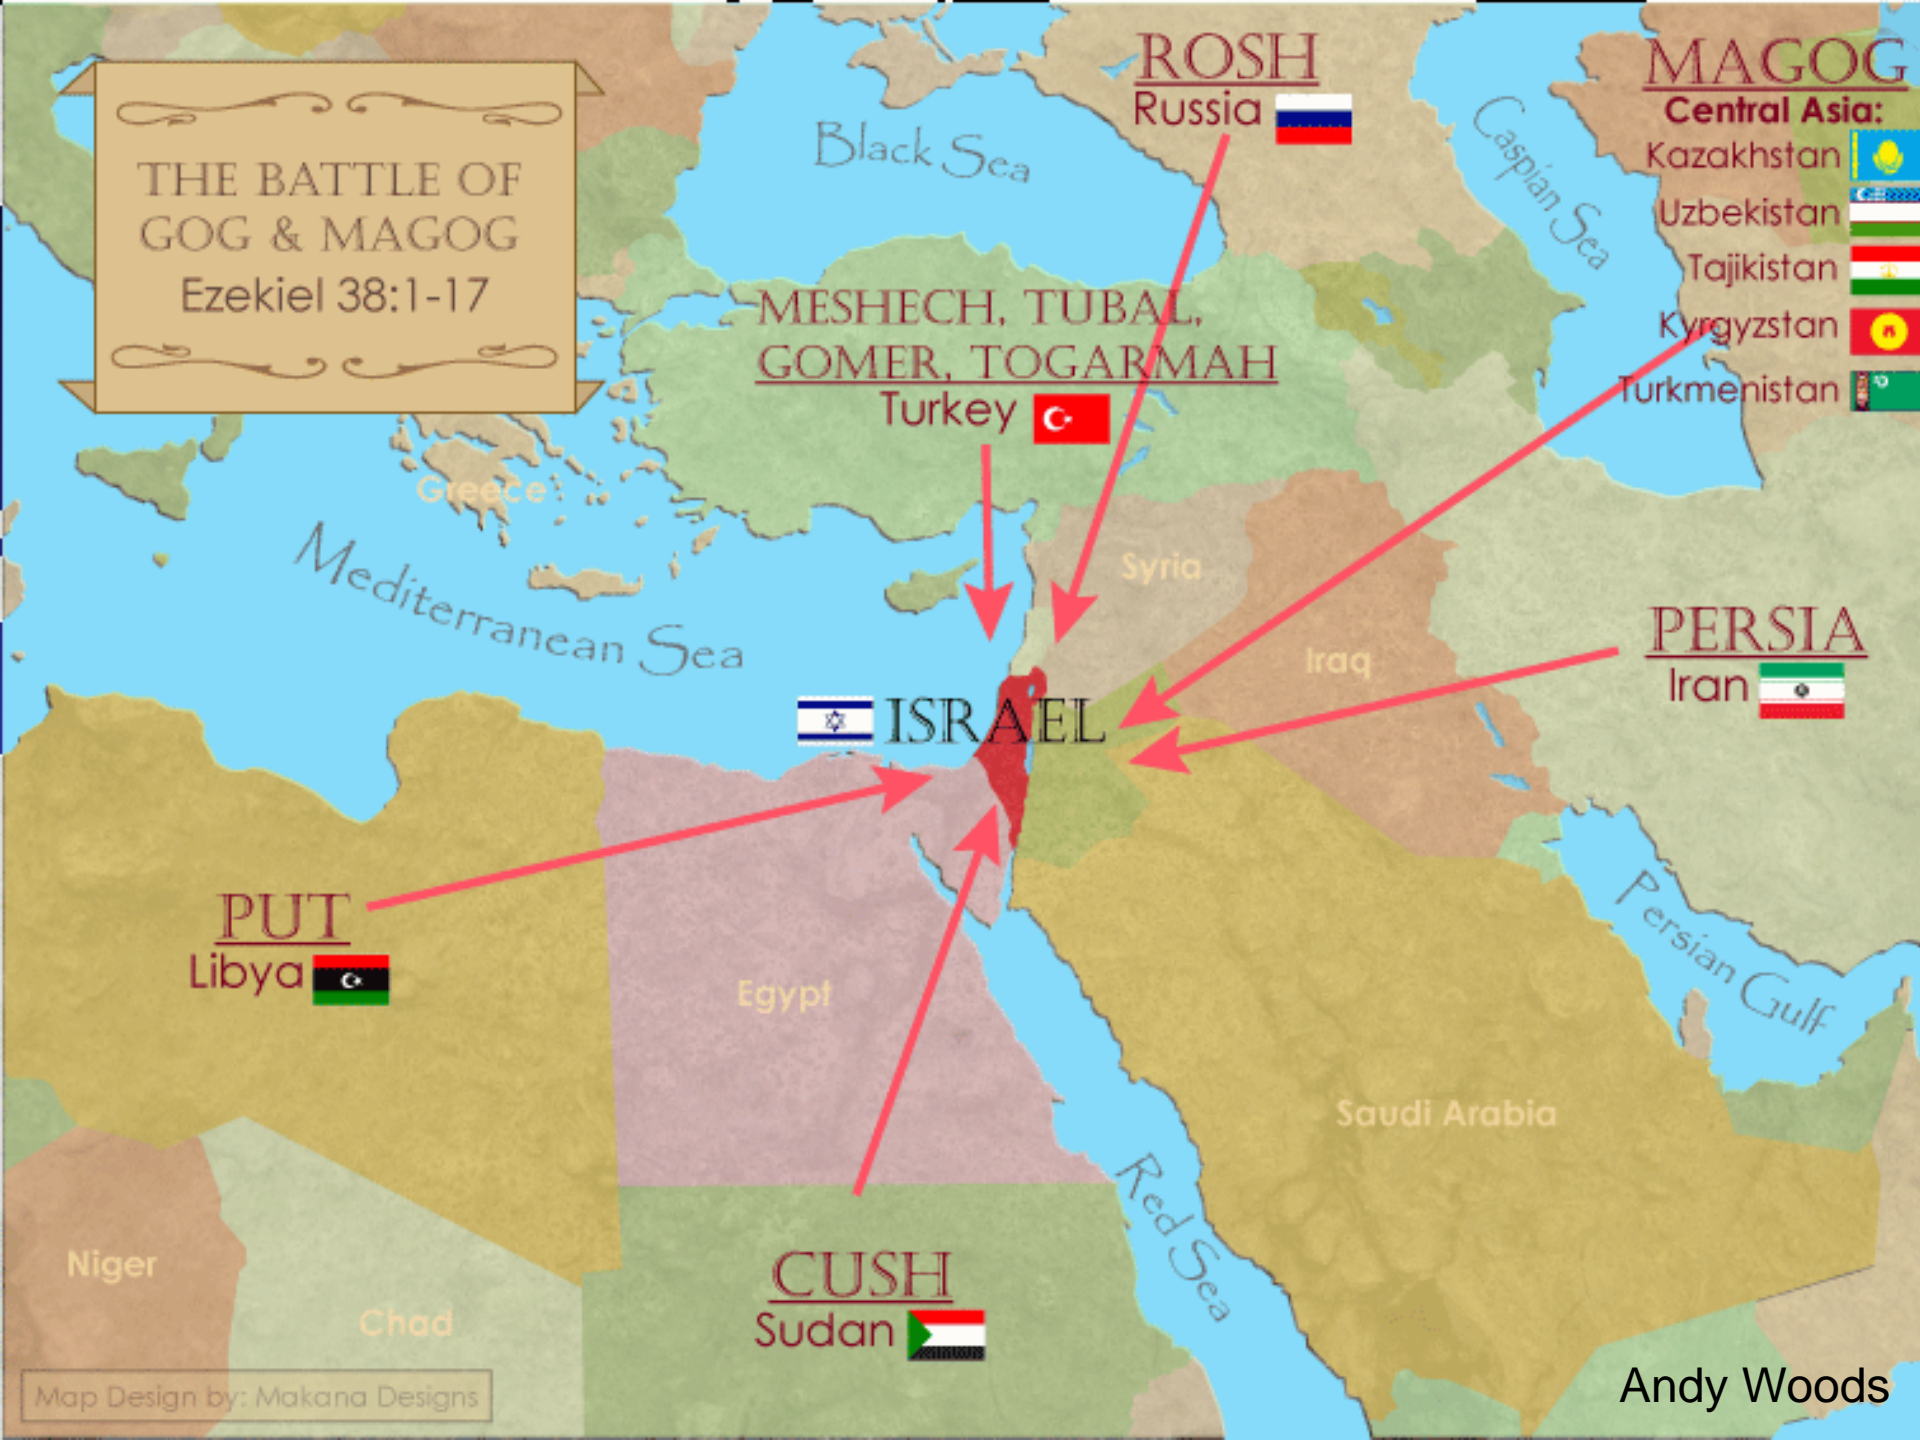 THE BATTLE OF
GOG & MAGOG
Ezekiel 38:1-17
Black Sea
ROSH
Russia
Caspian Sea
MAGOG
Central Asia:
Kazakhstan
Uzbekistan
Tajikistan
Kyrgyzstan
Turkmenistan
MESHECH, TUBAL,
GOMER, TOGARMAH
Turkey
Greece
Mediterranean Sea
Syria
Iraq
PERSIA
Iran
ISRAEL
PUT
Libya
Egypt
Persian Gulf
Saudi Arabia
Red Sea
Niger
Chad
CUSH
Sudan
Map Design by: Makana Designs
Andy Woods